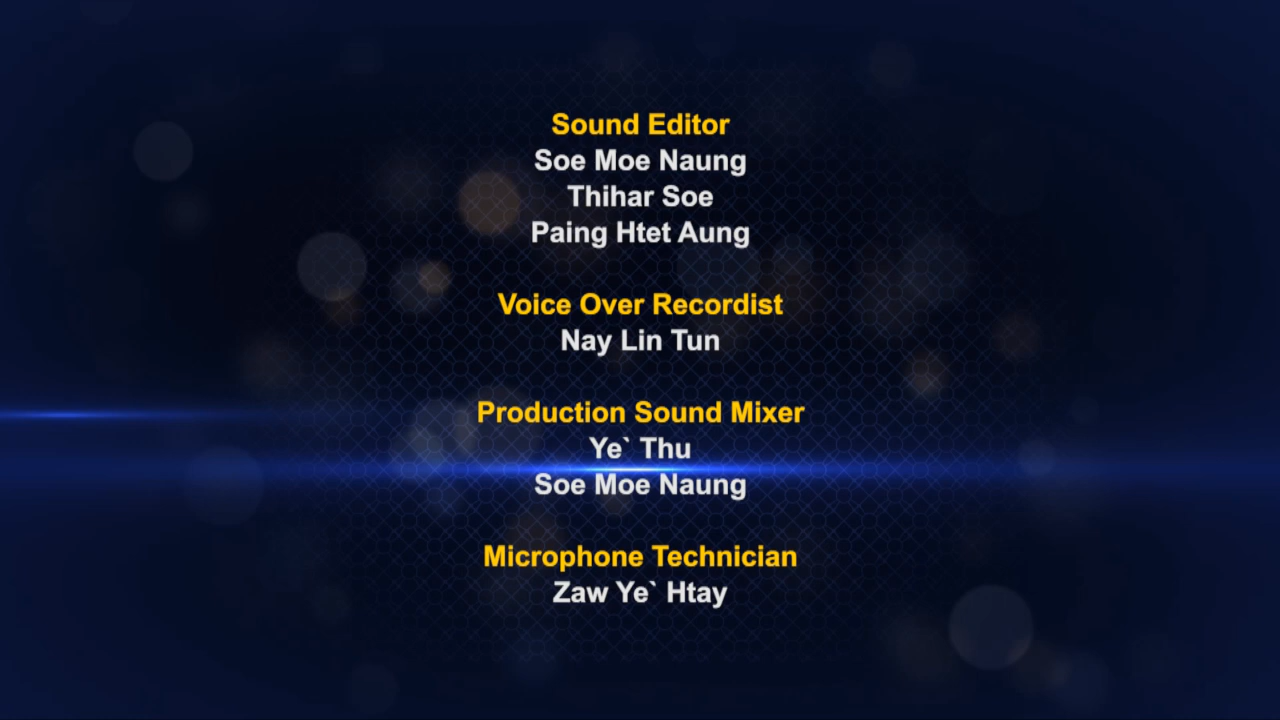 Sound Editor
Soe Moe Naung
Thihar Soe
Paing Htet Aung
Voice Over Recordist
Nay Lin Tun
Production Sound Mixer
Ye` Thu
Soe Moe Naung
Microphone Technician
Zaw Ye` Htay